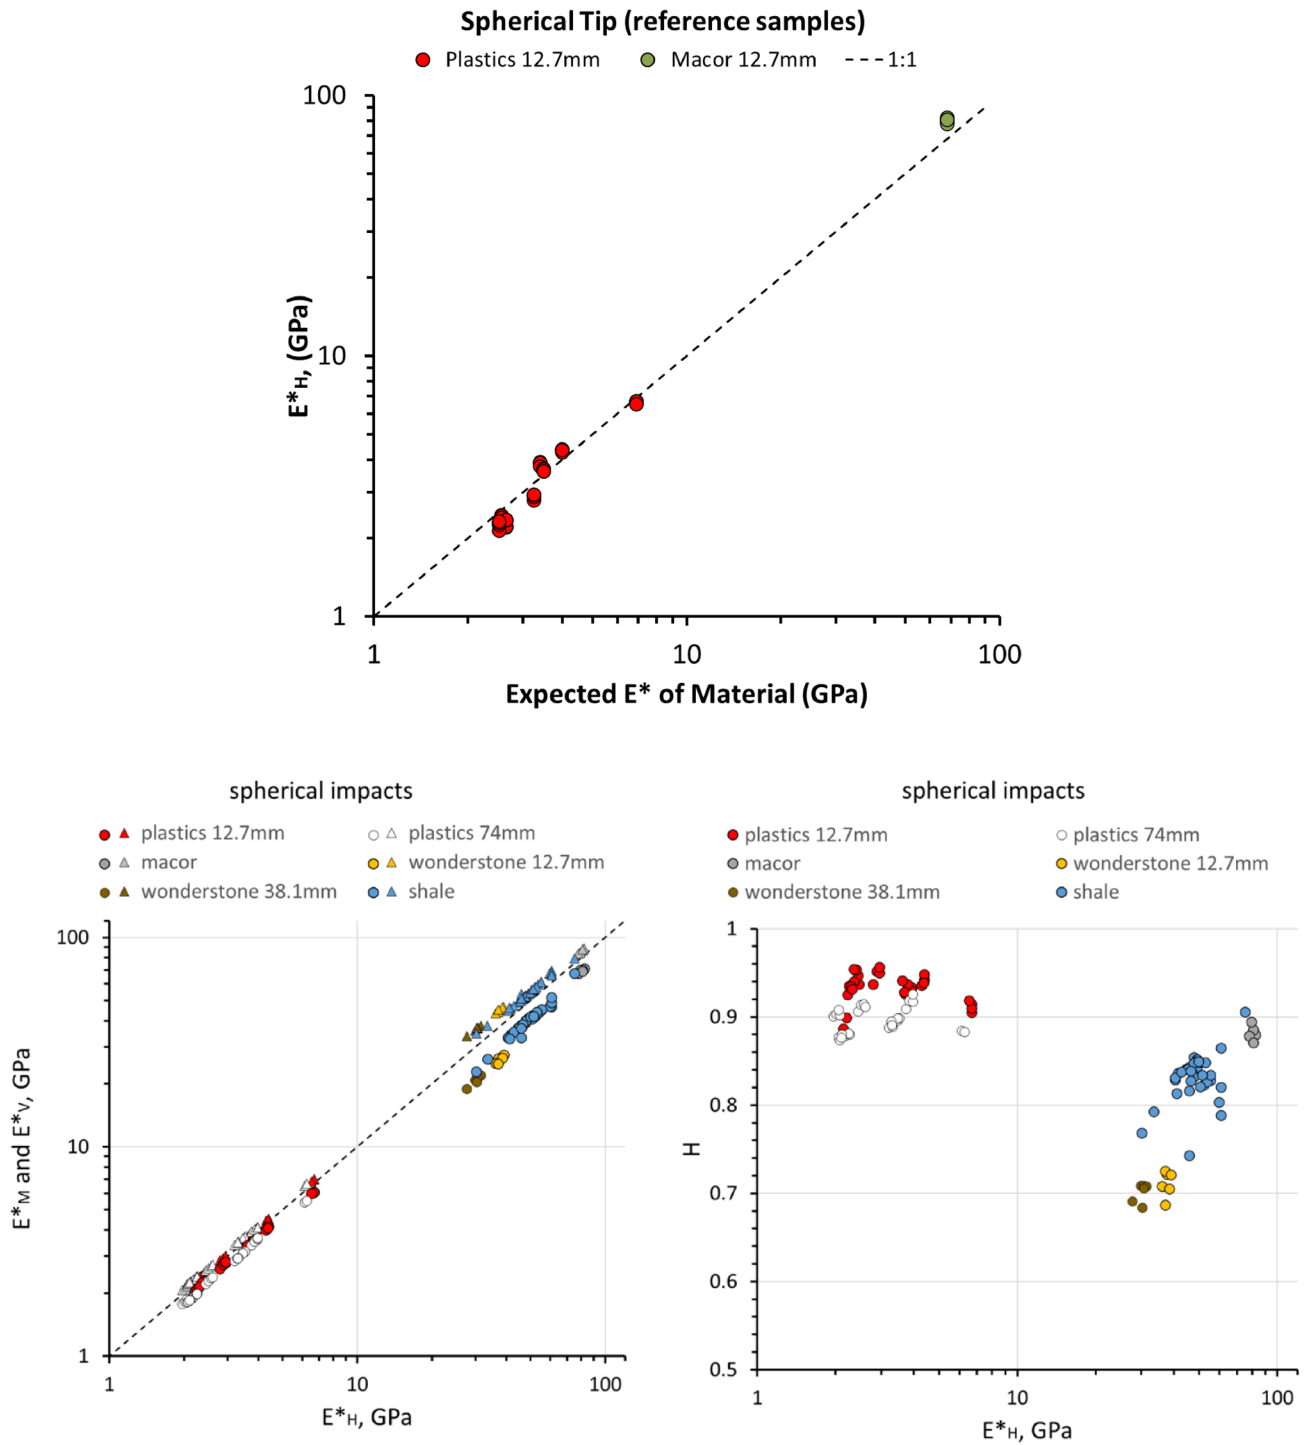 Spherical Tip (reference samples)
Plastics 12.7mm Macor 12.7mm 1:1
100
10
1
E*H, (GPa)
1 10 100
Expected E* of Material (GPa)
spherical impacts
plastics 12.7mm plastics 74mm
macor wonderstone 12.7mm
wonderstone 38.1mm shale
100
10
1
E*M and E*V, GPa
1 10 100
E*H, GPa
spherical impacts
plastics 12.7mm plastics 74mm
macor wonderstone 12.7mm
wonderstone 38.1mm shale
1
0.9
0.8
0.7
0.6
0.5
H
1 10 100
E*H, GPa